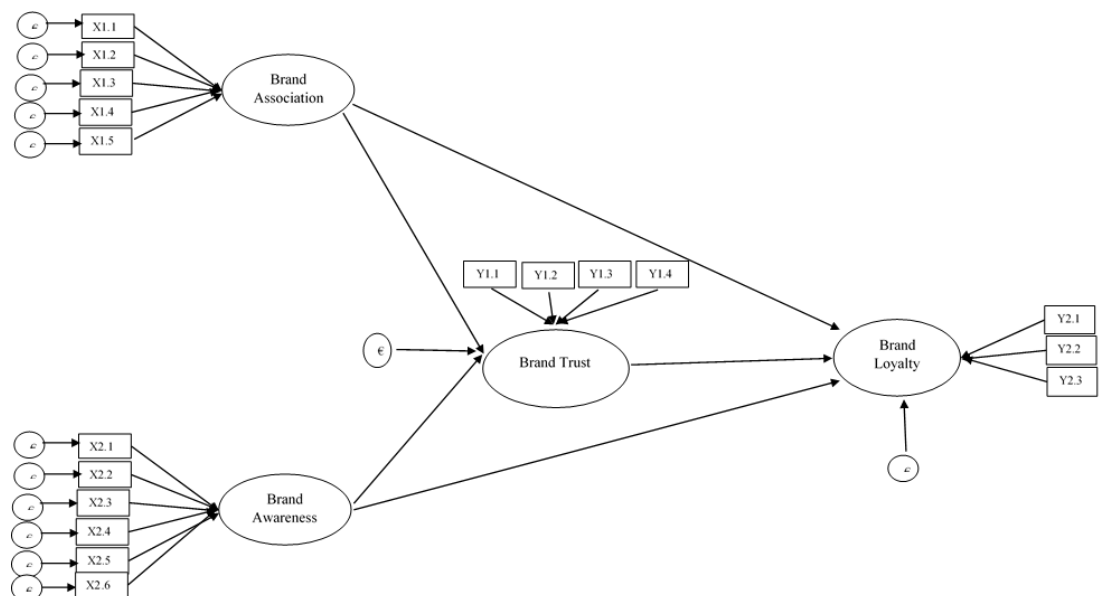 ε
X1.1
ε
X1.2
ε
X1.3
ε
X1.4
ε
X1.5
Brand
Association
Y1.1
Y1.2
Y1.3
Y1.4
€
Brand Trust
Brand
Loyalty
Y2.1
Y2.2
Y2.3
ε
ε
X2.1
ε
X2.2
ε
X2.3
ε
X2.4
ε
X2.5
ε
X2.6
Brand
Awareness